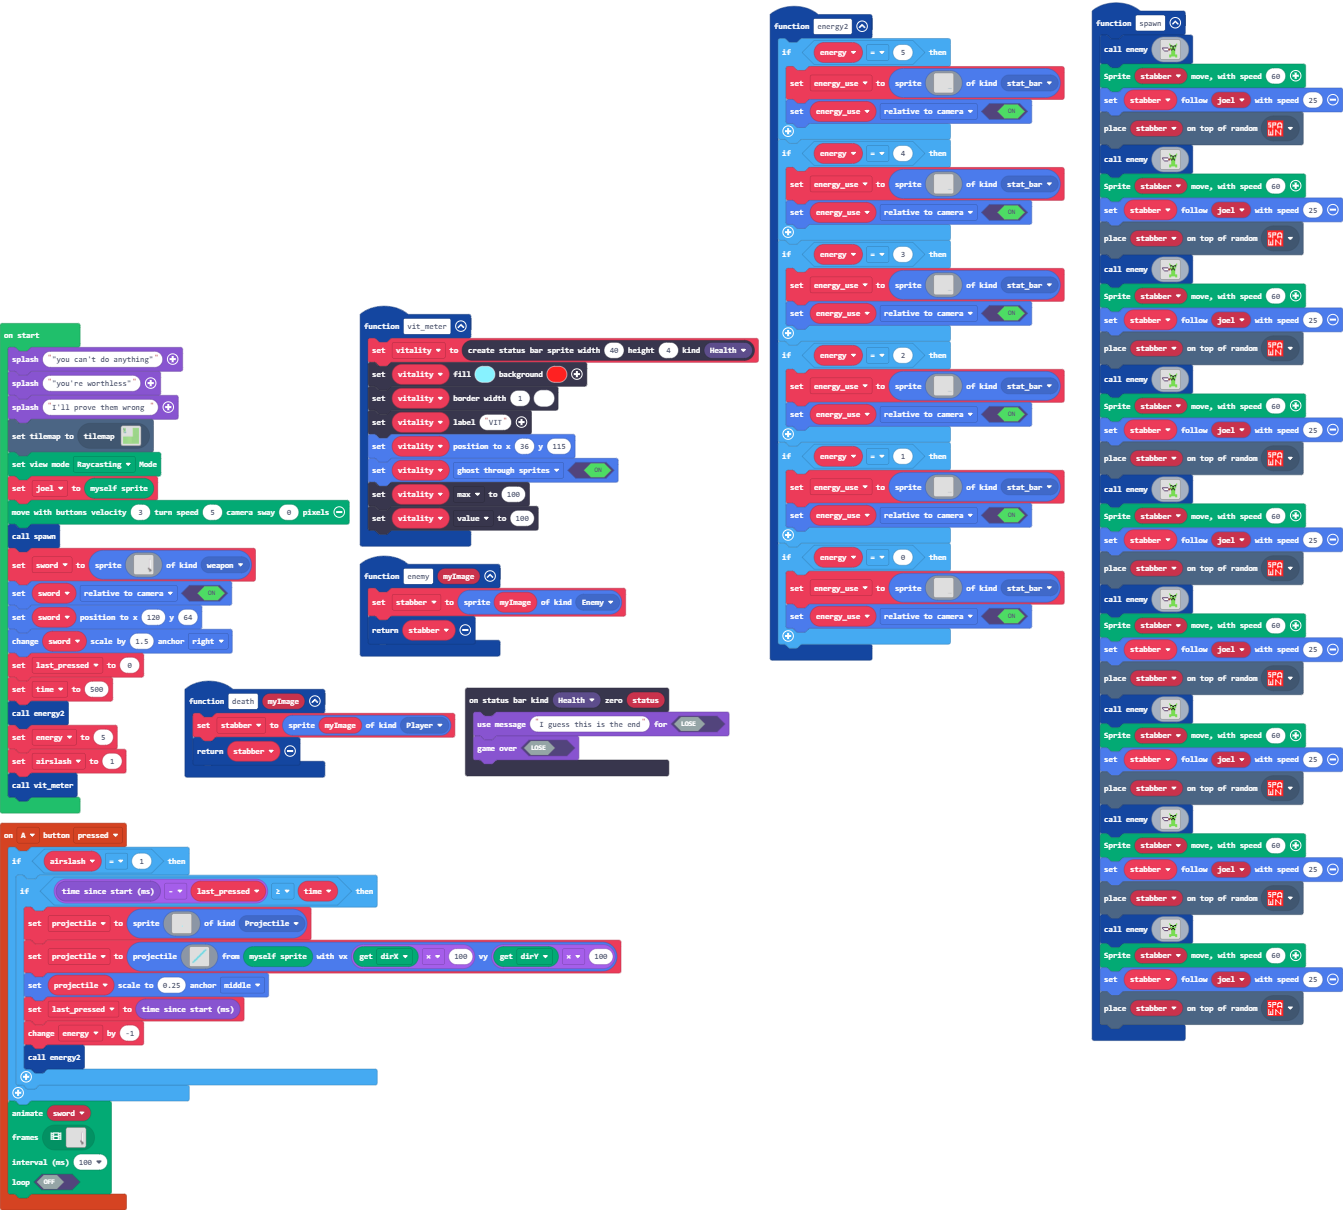 on start
splash "you can't do anything"
splash "you're worthless"
splash "I'll prove them wrong"
set tilemap to tilemap
set view mode Raycasting Mode
set joel to myself sprite
move with buttons velocity 3 turn speed 5 camera sway 0 pixels
call spawn
set sword to sprite of kind weapon
set sword relative to camera ON
set sword position to x 120 y 64
change sword scale by 1.5 anchor right
set last_pressed to 0
set time to 500
call energy2
set energy to 5
set airslash to 1
call vit_meter
on A button pressed
if airslash = 1 then
if time since start (ms) - last_pressed ≥ time then
set projectile to sprite of kind Projectile
set projectile to projectile from myself sprite with vx get dirX × 100 vy get dirY × 100
set projectile scale to 0.25 anchor middle
set last_pressed to time since start (ms)
change energy by -1
call energy2
animate sword
frames
interval (ms) 100
loop OFF
function vit_meter
set vitality to create status bar sprite width 40 height 4 kind Health
set vitality fill background
set vitality border width 1
set vitality label "VIT"
set vitality position to x 36 y 115
set vitality ghost through sprites ON
set vitality max to 100
set vitality value to 100
function enemy myImage
set stabber to sprite myImage of kind Enemy
return stabber
function death myImage
set stabber to sprite myImage of kind Player
return stabber
on status bar kind Health zero status
use message "I guess this is the end" for LOSE
game over LOSE
function energy2
if energy = 5 then
set energy_use to sprite of kind stat_bar
set energy_use relative to camera ON
if energy = 4 then
set energy_use to sprite of kind stat_bar
set energy_use relative to camera ON
if energy = 3 then
set energy_use to sprite of kind stat_bar
set energy_use relative to camera ON
if energy = 2 then
set energy_use to sprite of kind stat_bar
set energy_use relative to camera ON
if energy = 1 then
set energy_use to sprite of kind stat_bar
set energy_use relative to camera ON
if energy = 0 then
set energy_use to sprite of kind stat_bar
set energy_use relative to camera ON
function spawn
call enemy
Sprite stabber move, with speed 60
set stabber follow joel with speed 25
place stabber on top of random SPAWN
call enemy
Sprite stabber move, with speed 60
set stabber follow joel with speed 25
place stabber on top of random SPAWN
call enemy
Sprite stabber move, with speed 60
set stabber follow joel with speed 25
place stabber on top of random SPAWN
call enemy
Sprite stabber move, with speed 60
set stabber follow joel with speed 25
place stabber on top of random SPAWN
call enemy
Sprite stabber move, with speed 60
set stabber follow joel with speed 25
place stabber on top of random SPAWN
call enemy
Sprite stabber move, with speed 60
set stabber follow joel with speed 25
place stabber on top of random SPAWN
call enemy
Sprite stabber move, with speed 60
set stabber follow joel with speed 25
place stabber on top of random SPAWN
call enemy
Sprite stabber move, with speed 60
set stabber follow joel with speed 25
place stabber on top of random SPAWN
call enemy
Sprite stabber move, with speed 60
set stabber follow joel with speed 25
place stabber on top of random SPAWN